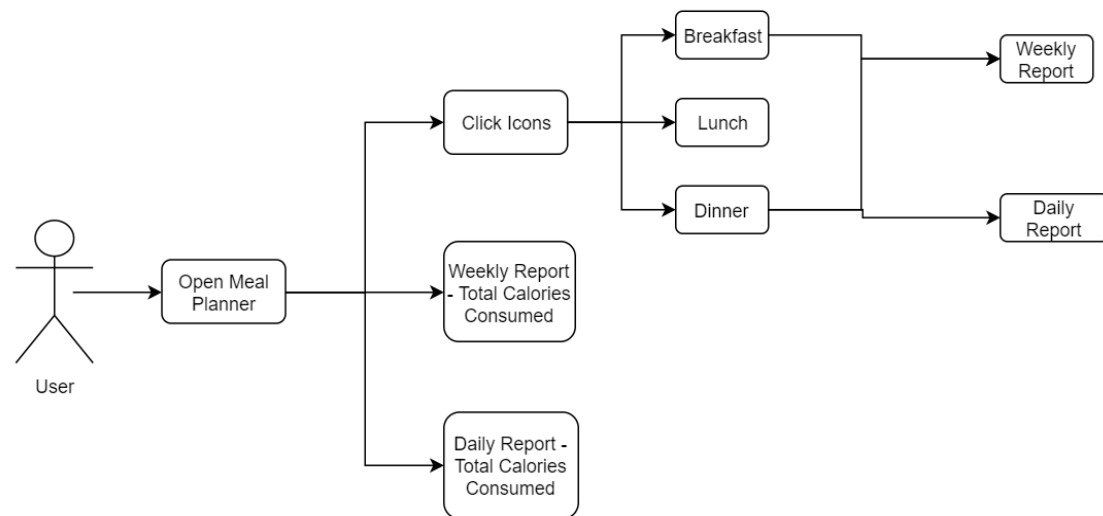 Breakfast
Weekly
Report
Click Icons
Lunch
Dinner
Daily
Report
Open Meal
Planner
Weekly Report
- Total Calories
Consumed
User
Daily Report -
Total Calories
Consumed